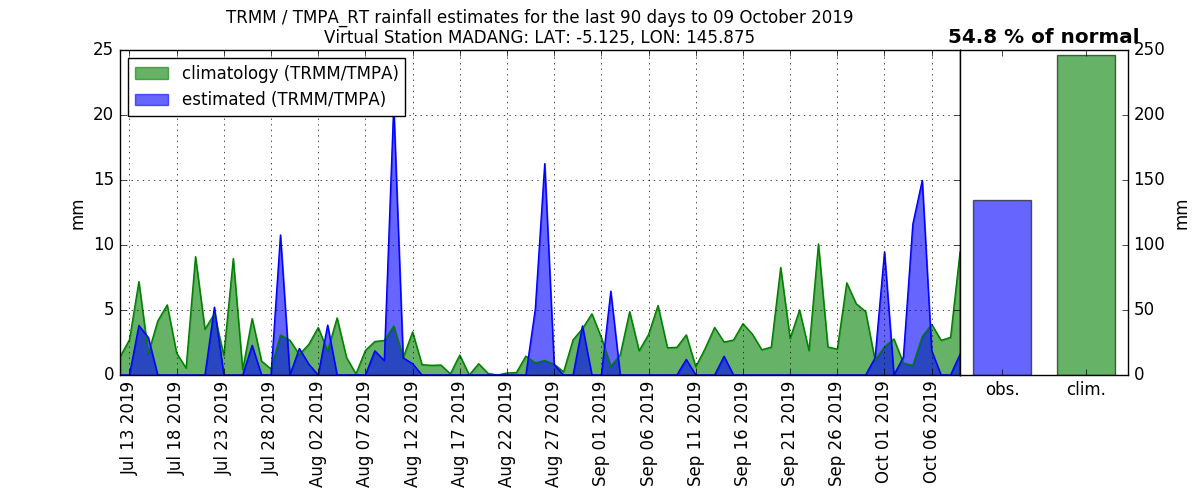 TRMM / TMPA_RT rainfall estimates for the last 90 days to 09 October 2019
Virtual Station MADANG: LAT: -5.125, LON: 145.875
54.8 % of normal
climatology (TRMM/TMPA)
estimated (TRMM/TMPA)
25
20
15
10
5
0
mm
250
200
150
100
50
0
mm
Jul 13 2019
Jul 18 2019
Jul 23 2019
Jul 28 2019
Aug 02 2019
Aug 07 2019
Aug 12 2019
Aug 17 2019
Aug 22 2019
Aug 27 2019
Sep 01 2019
Sep 06 2019
Sep 11 2019
Sep 16 2019
Sep 21 2019
Sep 26 2019
Oct 01 2019
Oct 06 2019
obs.
clim.